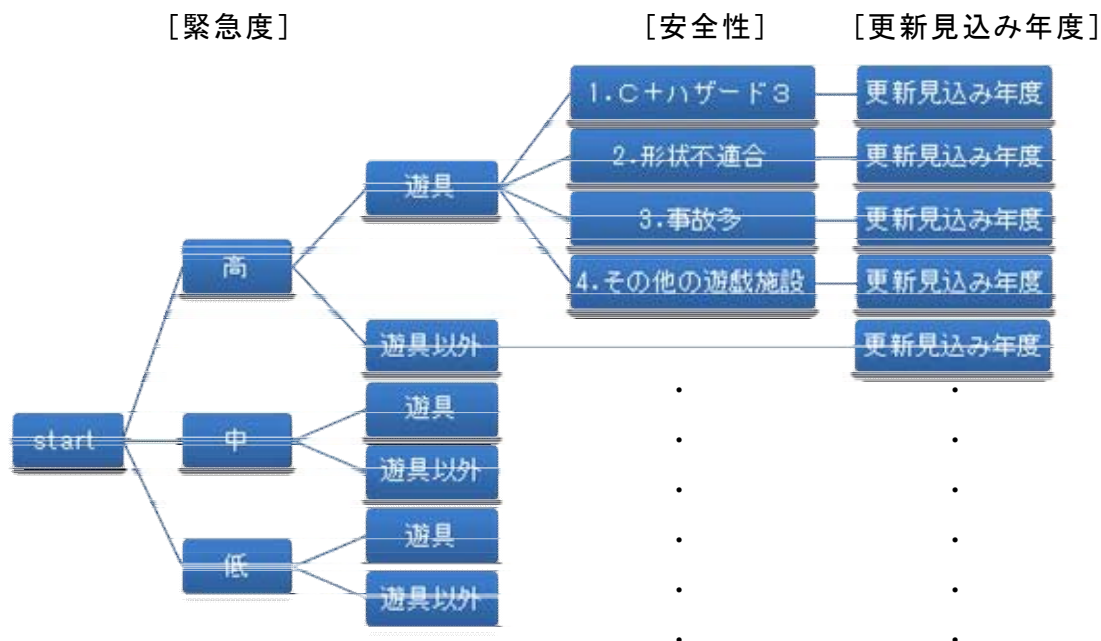 [緊急度]
[安全性]
[更新見込み年度]
1.C+ハザード3
更新見込み年度
2.形状不適合
更新見込み年度
遊具
3.事故多
更新見込み年度
高
4.その他の遊戯施設
更新見込み年度
遊具以外
更新見込み年度
遊具
start
中
遊具以外
遊具
低
遊具以外